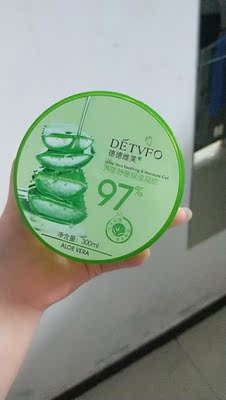 DETVFO
德德维芙®
Aloe Vera Soothing & Moisture Gel
97%
净含量: 300ml
ALOE VERA